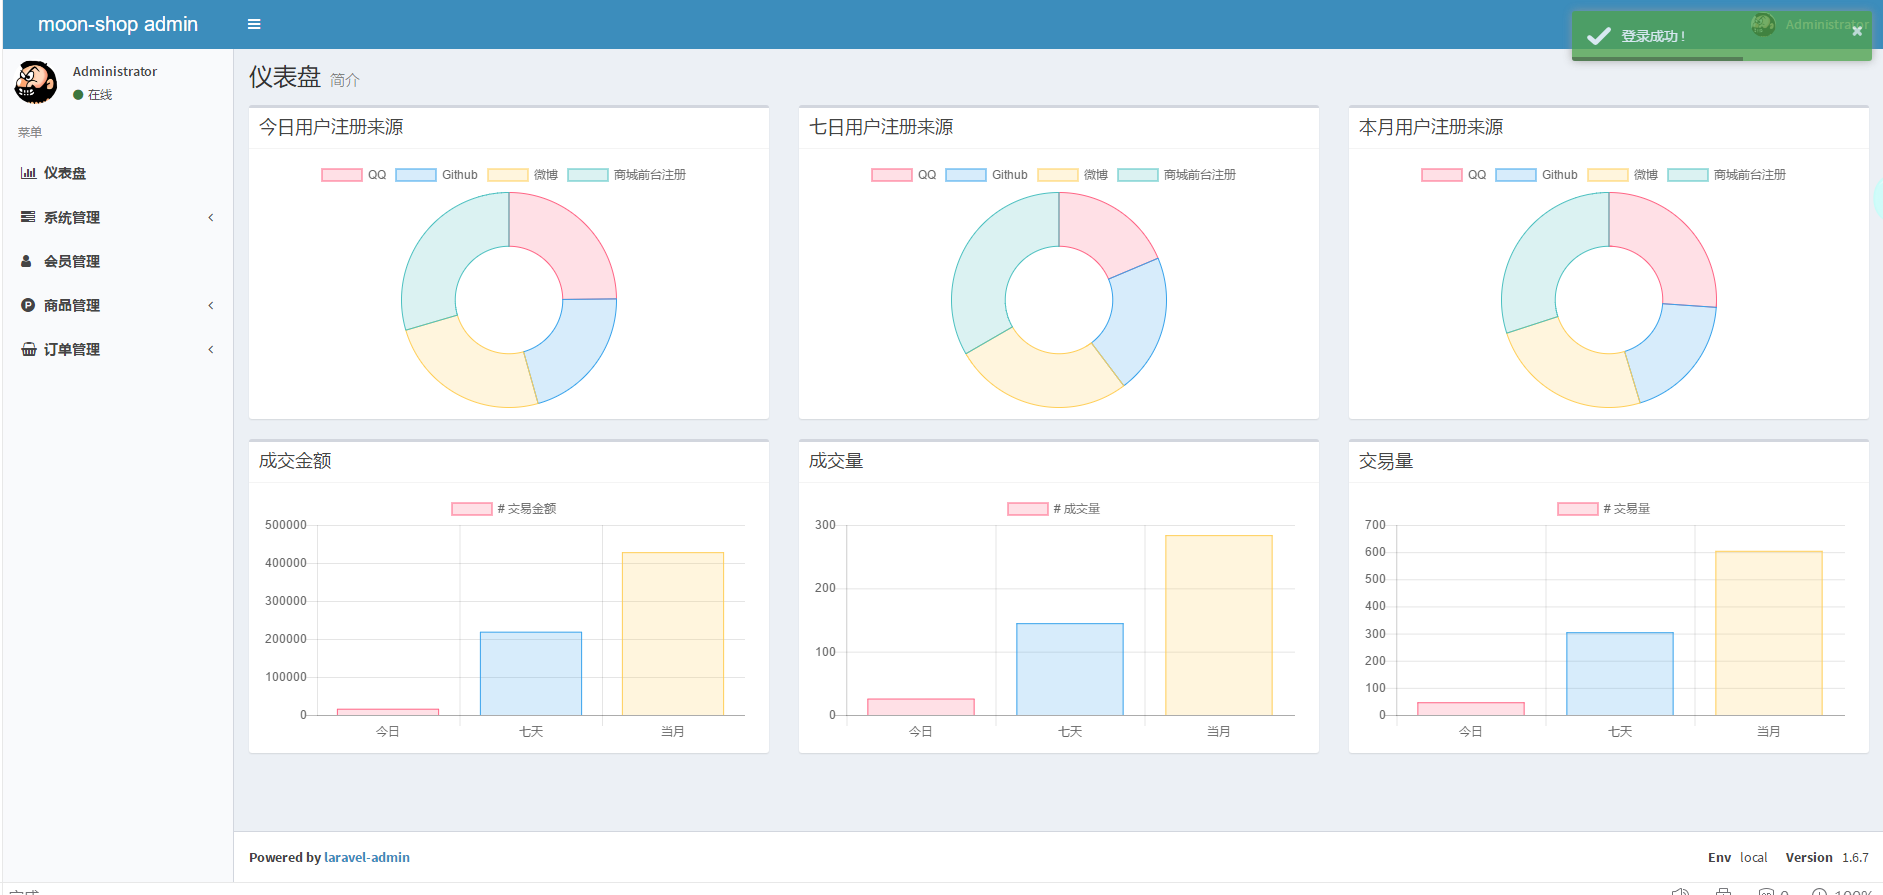 moon-shop admin
Administrator
登录成功！
Administrator
在线
菜单
仪表盘
系统管理
会员管理
商品管理
订单管理
仪表盘 简介
今日用户注册来源
QQ Github 微博 商城前台注册
七日用户注册来源
QQ Github 微博 商城前台注册
本月用户注册来源
QQ Github 微博 商城前台注册
成交金额
# 交易金额
500000
400000
300000
200000
100000
0
今日 七天 当月
成交量
# 成交量
300
200
100
0
今日 七天 当月
交易量
# 交易量
700
600
500
400
300
200
100
0
今日 七天 当月
Powered by laravel-admin
Env local Version 1.6.7